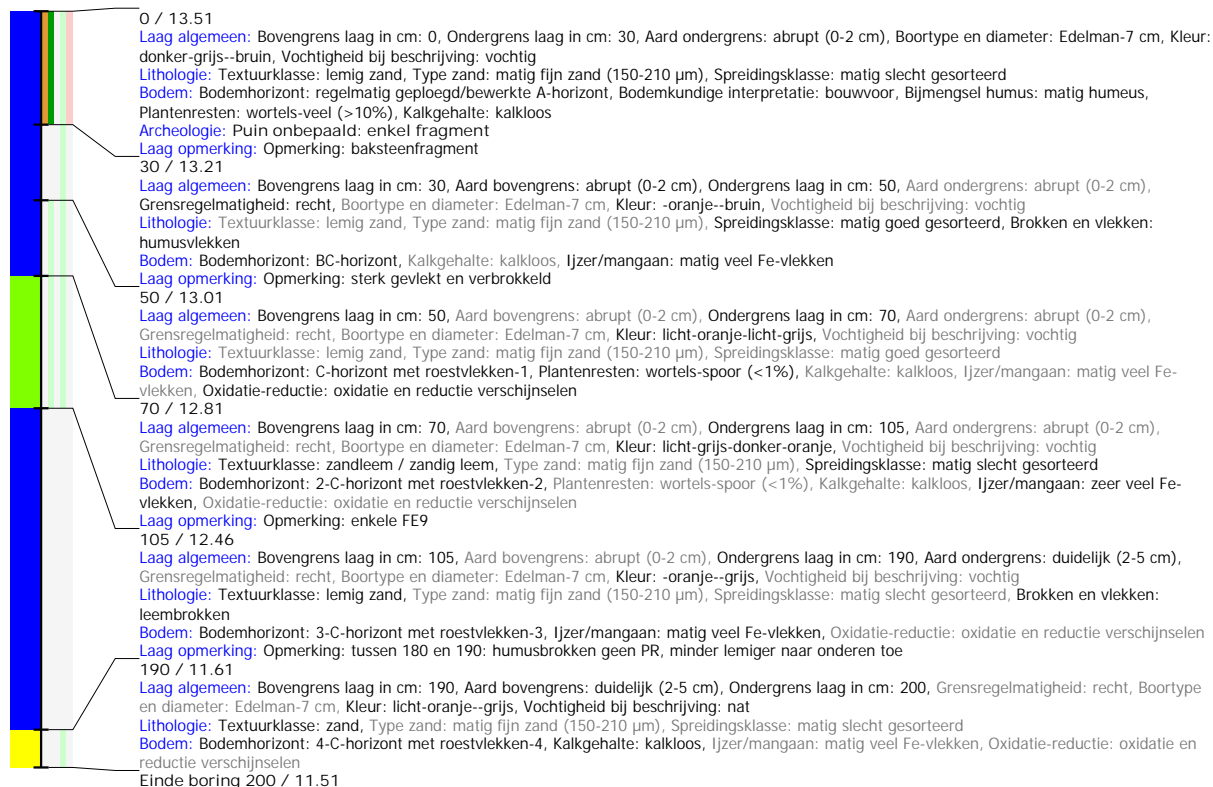 0 / 13.51
Laag algemeen: Bovengrens laag in cm: 0, Ondergrens laag in cm: 30, Aard ondergrens: abrupt (0-2 cm), Boortype en diameter: Edelman-7 cm, Kleur:
donker-grijs--bruin, Vochtigheid bij beschrijving: vochtig
Lithologie: Textuurklasse: lemig zand, Type zand: matig fijn zand (150-210 µm), Spreidingsklasse: matig slecht gesorteerd
Bodem: Bodemhorizont: regelmatig geploegd/bewerkte A-horizont, Bodemkundige interpretatie: bouwvoor, Bijmengsel humus: matig humeus,
Plantenresten: wortels-veel (>10%), Kalkgehalte: kalkloos
Archeologie: Puin onbepaald: enkel fragment
Laag opmerking: Opmerking: baksteenfragment
30 / 13.21
Laag algemeen: Bovengrens laag in cm: 30, Aard bovengrens: abrupt (0-2 cm), Ondergrens laag in cm: 50, Aard ondergrens: abrupt (0-2 cm),
Grensregelmatigheid: recht, Boortype en diameter: Edelman-7 cm, Kleur: -oranje--bruin, Vochtigheid bij beschrijving: vochtig
Lithologie: Textuurklasse: lemig zand, Type zand: matig fijn zand (150-210 µm), Spreidingsklasse: matig goed gesorteerd, Brokken en vlekken:
humusvlekken
Bodem: Bodemhorizont: BC-horizont, Kalkgehalte: kalkloos, Ijzer/mangaan: matig veel Fe-vlekken
Laag opmerking: Opmerking: sterk gevlekt en verbrokkeld
50 / 13.01
Laag algemeen: Bovengrens laag in cm: 50, Aard bovengrens: abrupt (0-2 cm), Ondergrens laag in cm: 70, Aard ondergrens: abrupt (0-2 cm),
Grensregelmatigheid: recht, Boortype en diameter: Edelman-7 cm, Kleur: licht-oranje-licht-grijs, Vochtigheid bij beschrijving: vochtig
Lithologie: Textuurklasse: lemig zand, Type zand: matig fijn zand (150-210 µm), Spreidingsklasse: matig goed gesorteerd
Bodem: Bodemhorizont: C-horizont met roestvlekken-1, Plantenresten: wortels-spoor (<1%), Kalkgehalte: kalkloos, Ijzer/mangaan: matig veel Fe-
vlekken, Oxidatie-reductie: oxidatie en reductie verschijnselen
70 / 12.81
Laag algemeen: Bovengrens laag in cm: 70, Aard bovengrens: abrupt (0-2 cm), Ondergrens laag in cm: 105, Aard ondergrens: abrupt (0-2 cm),
Grensregelmatigheid: recht, Boortype en diameter: Edelman-7 cm, Kleur: licht-grijs-donker-oranje, Vochtigheid bij beschrijving: vochtig
Lithologie: Textuurklasse: zandleem / zandig leem, Type zand: matig fijn zand (150-210 µm), Spreidingsklasse: matig slecht gesorteerd
Bodem: Bodemhorizont: 2-C-horizont met roestvlekken-2, Plantenresten: wortels-spoor (<1%), Kalkgehalte: kalkloos, Ijzer/mangaan: zeer veel Fe-
vlekken, Oxidatie-reductie: oxidatie en reductie verschijnselen
Laag opmerking: Opmerking: enkele FE9
105 / 12.46
Laag algemeen: Bovengrens laag in cm: 105, Aard bovengrens: abrupt (0-2 cm), Ondergrens laag in cm: 190, Aard ondergrens: duidelijk (2-5 cm),
Grensregelmatigheid: recht, Boortype en diameter: Edelman-7 cm, Kleur: -oranje--grijs, Vochtigheid bij beschrijving: vochtig
Lithologie: Textuurklasse: lemig zand, Type zand: matig fijn zand (150-210 µm), Spreidingsklasse: matig slecht gesorteerd, Brokken en vlekken:
leembrokken
Bodem: Bodemhorizont: 3-C-horizont met roestvlekken-3, Ijzer/mangaan: matig veel Fe-vlekken, Oxidatie-reductie: oxidatie en reductie verschijnselen
Laag opmerking: Opmerking: tussen 180 en 190: humusbrokken geen PR, minder lemiger naar onderen toe
190 / 11.61
Laag algemeen: Bovengrens laag in cm: 190, Aard bovengrens: duidelijk (2-5 cm), Ondergrens laag in cm: 200, Grensregelmatigheid: recht, Boortype
en diameter: Edelman-7 cm, Kleur: licht-oranje--grijs, Vochtigheid bij beschrijving: nat
Lithologie: Textuurklasse: zand, Type zand: matig fijn zand (150-210 µm), Spreidingsklasse: matig slecht gesorteerd
Bodem: Bodemhorizont: 4-C-horizont met roestvlekken-4, Kalkgehalte: kalkloos, Ijzer/mangaan: matig veel Fe-vlekken, Oxidatie-reductie: oxidatie en
reductie verschijnselen
Einde boring 200 / 11.51